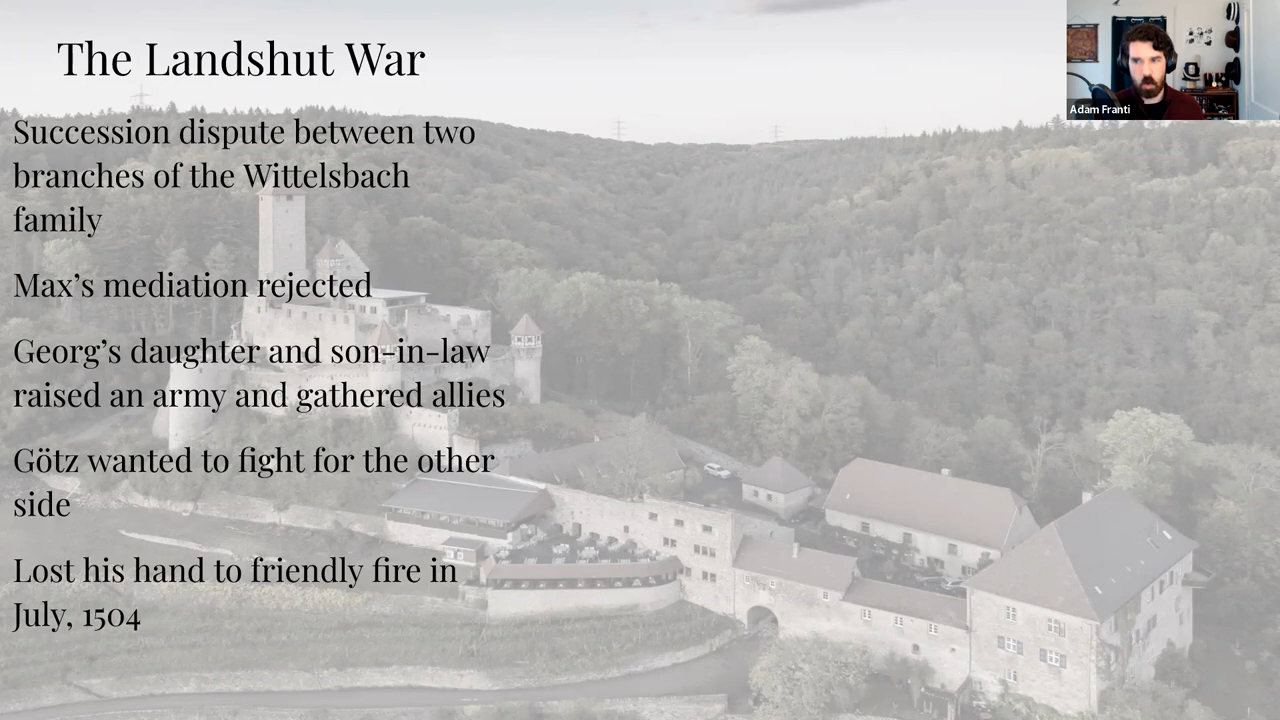 The Landshut War
Adam Franti
Succession dispute between two
branches of the Wittelsbach
family
Max's mediation rejected
Georg's daughter and son-in-law
raised an army and gathered allies
Götz wanted to fight for the other
side
Lost his hand to friendly fire in
July, 1504